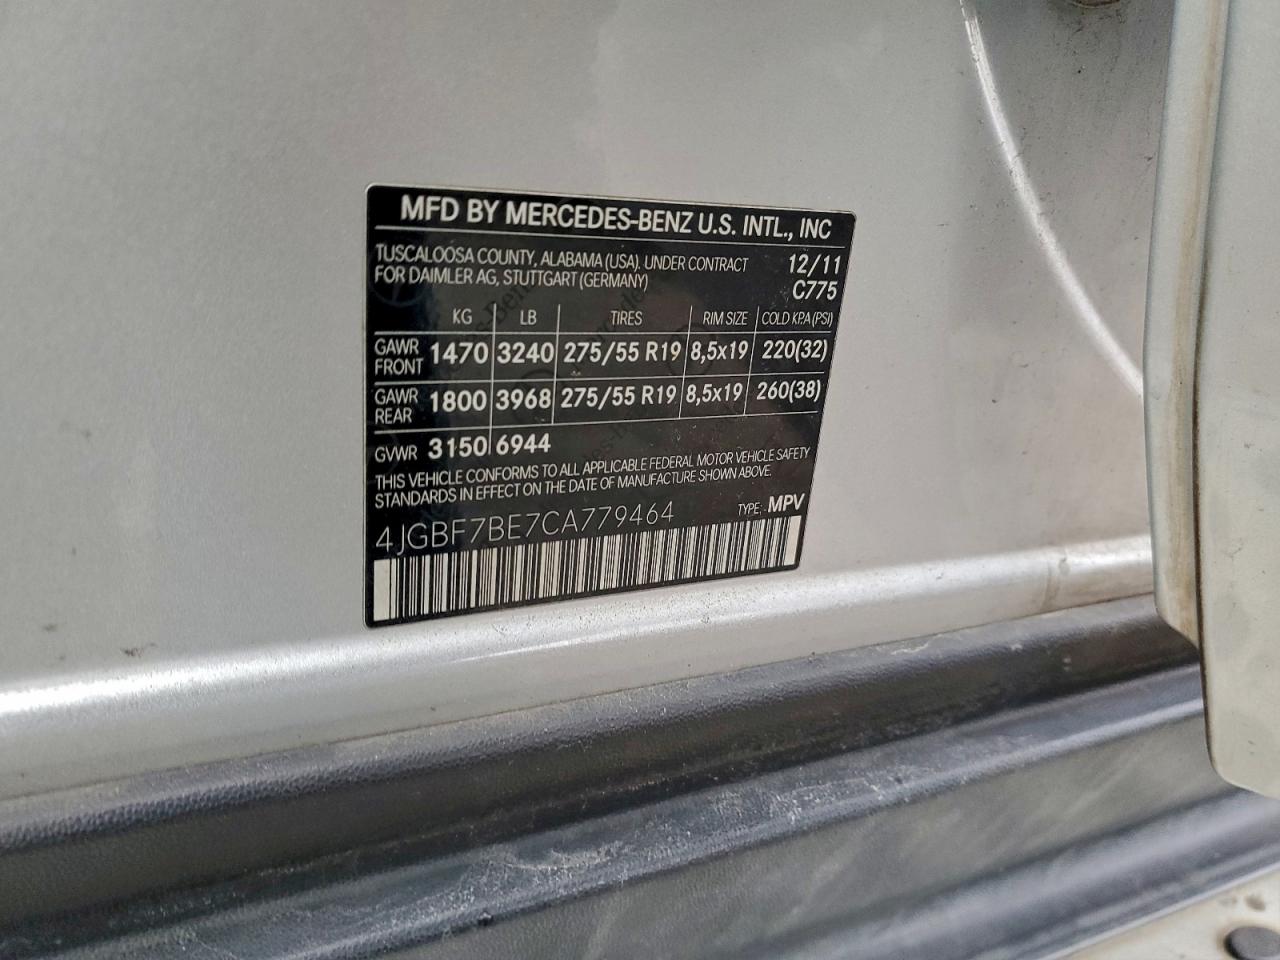 MFD BY MERCEDES-BENZ U.S. INTL., INC
TUSCALOOSA COUNTY, ALABAMA (USA). UNDER CONTRACT 12/11
FOR DAIMLER AG, STUTTGART (GERMANY) C775
KG LB TIRES RIM SIZE COLD KPA (PSI)
GAWR FRONT 1470 3240 275/55 R19 8,5x19 220(32)
GAWR REAR 1800 3968 275/55 R19 8,5x19 260(38)
GVWR 3150 6944
THIS VEHICLE CONFORMS TO ALL APPLICABLE FEDERAL MOTOR VEHICLE SAFETY
STANDARDS IN EFFECT ON THE DATE OF MANUFACTURE SHOWN ABOVE.
4JGBF7BE7CA779464 TYPE: MPV